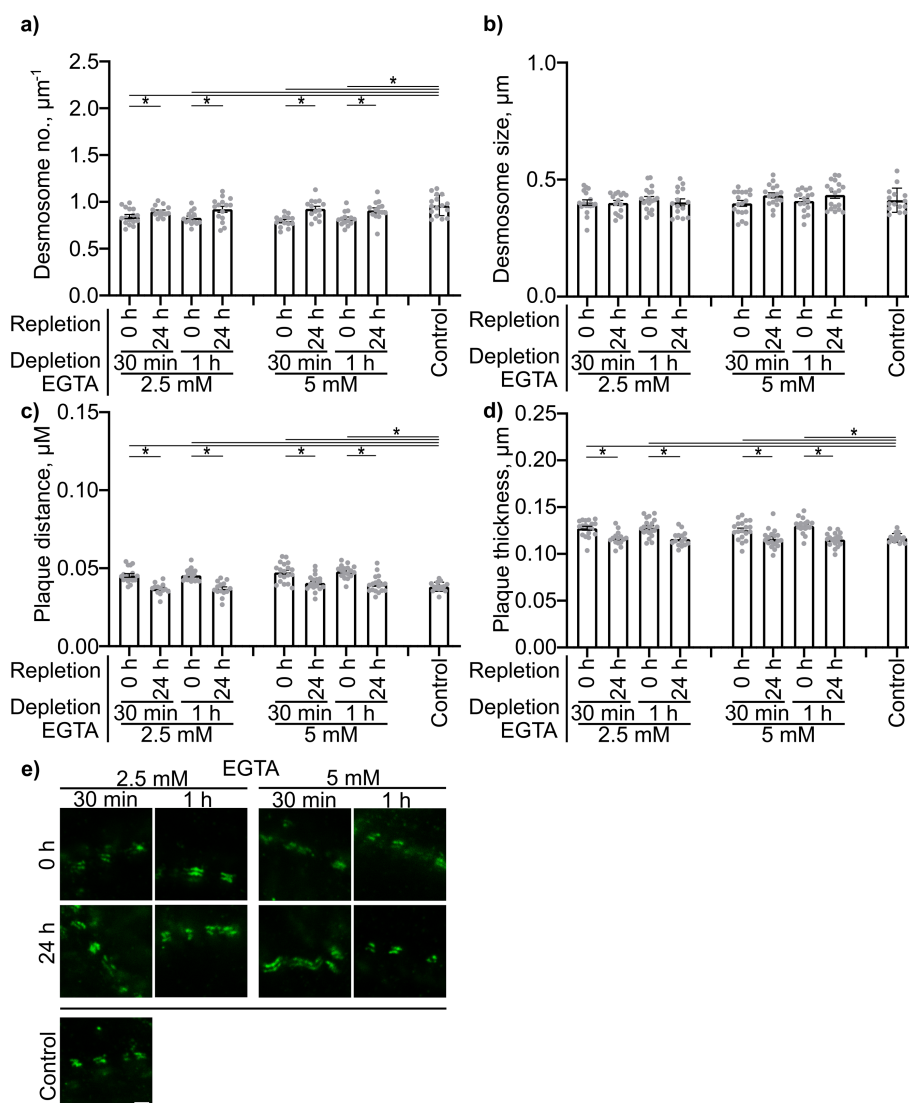 a)
Desmosome no., µm-1
2.5
2.0
1.5
1.0
0.5
0.0
*
* * * *
Repletion
0 h 24 h 0 h 24 h 0 h 24 h 0 h 24 h Control
Depletion
30 min 1 h 30 min 1 h
EGTA
2.5 mM 5 mM
b)
Desmosome size, µm
1.0
0.5
0.0
Repletion
0 h 24 h 0 h 24 h 0 h 24 h 0 h 24 h Control
Depletion
30 min 1 h 30 min 1 h
EGTA
2.5 mM 5 mM
c)
Plaque distance, µM
0.15
0.10
0.05
0.00
*
* * * *
Repletion
0 h 24 h 0 h 24 h 0 h 24 h 0 h 24 h Control
Depletion
30 min 1 h 30 min 1 h
EGTA
2.5 mM 5 mM
d)
Plaque thickness, µm
0.25
0.20
0.15
0.10
0.05
0.00
*
* * * *
Repletion
0 h 24 h 0 h 24 h 0 h 24 h 0 h 24 h Control
Depletion
30 min 1 h 30 min 1 h
EGTA
2.5 mM 5 mM
e)
EGTA
2.5 mM 5 mM
30 min 1 h 30 min 1 h
0 h
24 h
Control